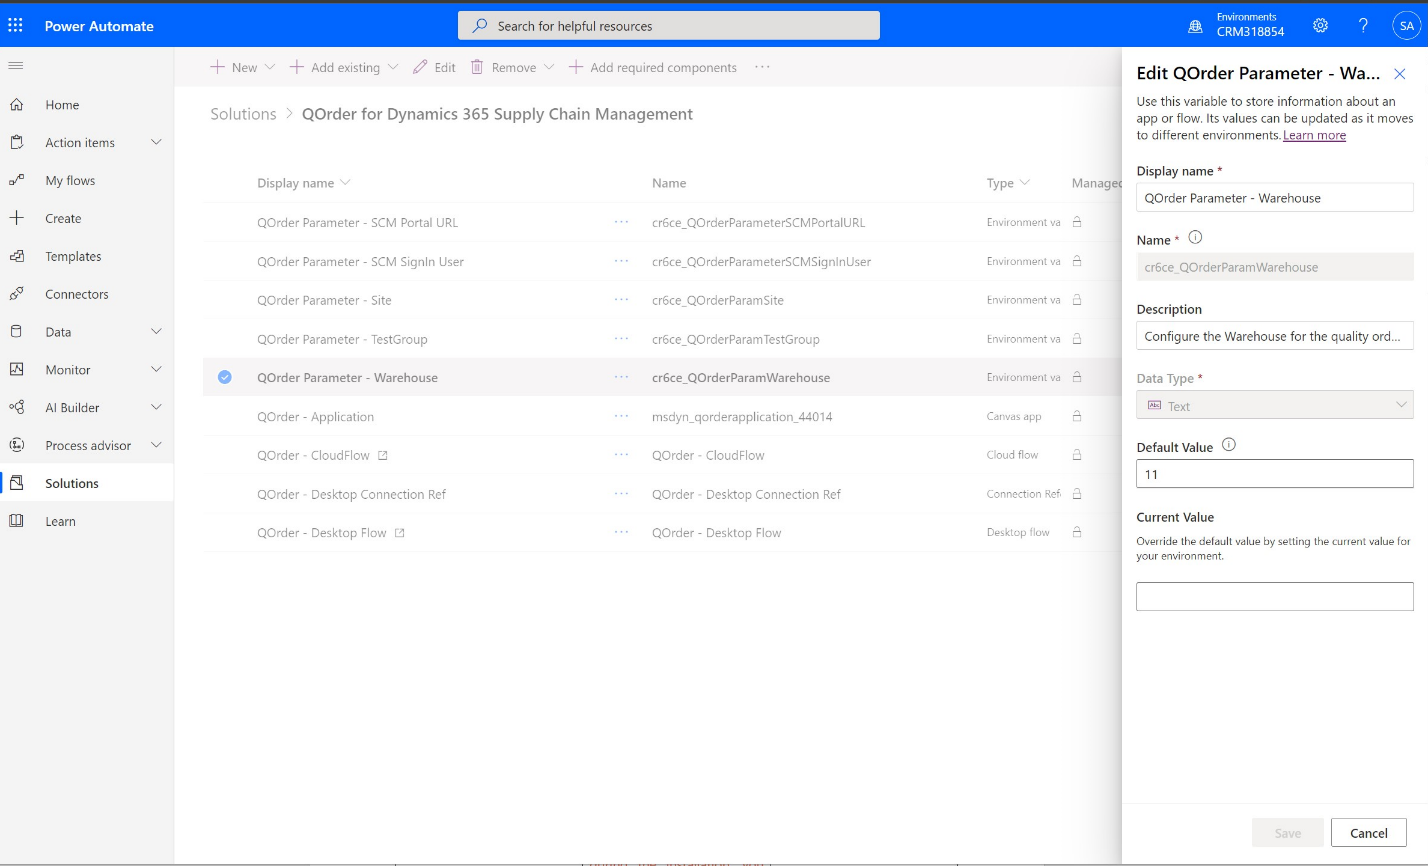 Power Automate
Search for helpful resources
Environments
CRM318854
?
SA
Home
Action items
My flows
Create
Templates
Connectors
Data
Monitor
AI Builder
Process advisor
Solutions
Learn
New
Add existing
Edit
Remove
Add required components
···
Solutions > QOrder for Dynamics 365 Supply Chain Management
Display name Name Type Managed
QOrder Parameter - SCM Portal URL ··· cr6ce_QOrderParameterSCMPortalURL Environment va
QOrder Parameter - SCM SignIn User ··· cr6ce_QOrderParameterSCMSignInUser Environment va
QOrder Parameter - Site ··· cr6ce_QOrderParamSite Environment va
QOrder Parameter - TestGroup ··· cr6ce_QOrderParamTestGroup Environment va
QOrder Parameter - Warehouse ··· cr6ce_QOrderParamWarehouse Environment va
QOrder - Application ··· msdyn_qorderapplication_44014 Canvas app
QOrder - CloudFlow ··· QOrder - CloudFlow Cloud flow
QOrder - Desktop Connection Ref ··· QOrder - Desktop Connection Ref Connection Ref
QOrder - Desktop Flow ··· QOrder - Desktop Flow Desktop flow
Edit QOrder Parameter - Wa...
Use this variable to store information about an
app or flow. Its values can be updated as it moves
to different environments. Learn more
Display name *
QOrder Parameter - Warehouse
Name *
cr6ce_QOrderParamWarehouse
Description
Configure the Warehouse for the quality ord...
Data Type *
Abc Text
Default Value
11
Current Value
Override the default value by setting the current value for
your environment.
Save
Cancel